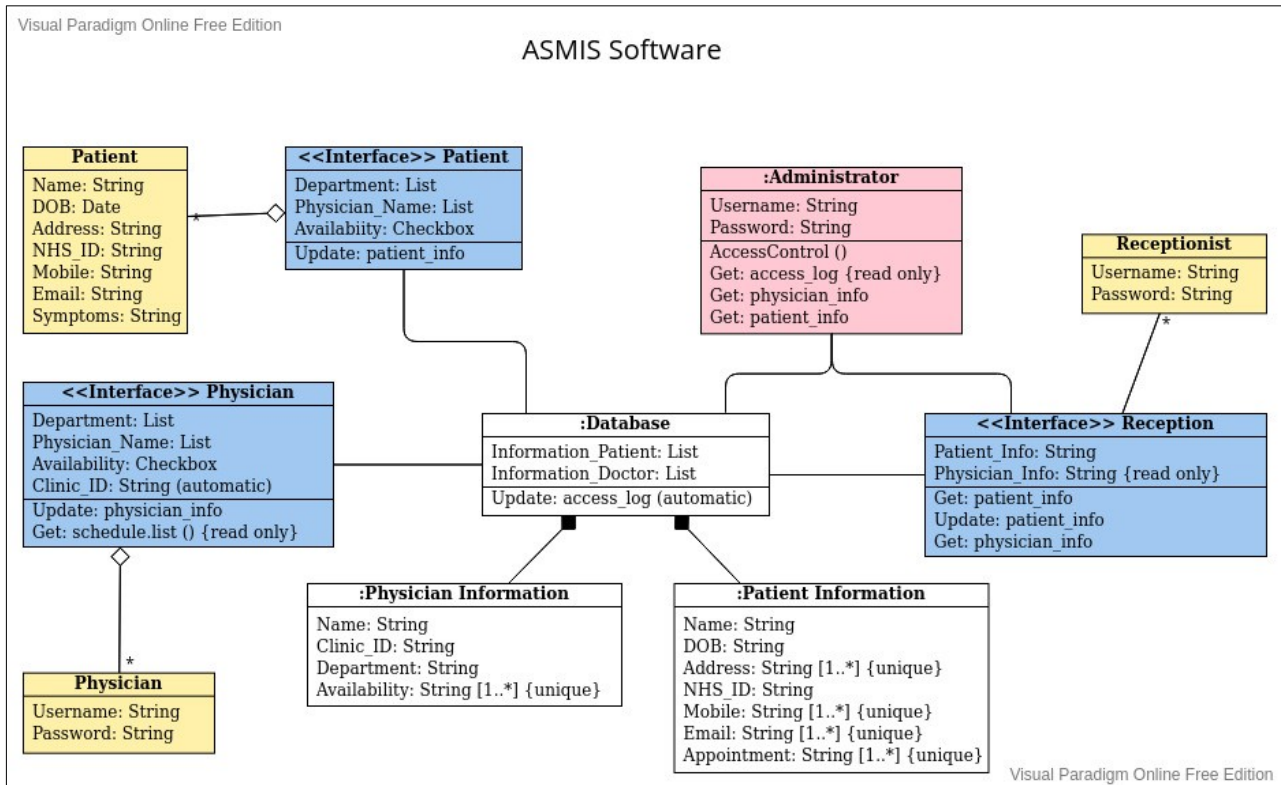 Visual Paradigm Online Free Edition
ASMIS Software
Patient
Name: String
DOB: Date
Address: String
NHS_ID: String
Mobile: String
Email: String
Symptoms: String
*
<<Interface>> Patient
Department: List
Physician_Name: List
Availabiity: Checkbox
Update: patient_info
:Administrator
Username: String
Password: String
AccessControl ()
Get: access_log {read only}
Get: physician_info
Get: patient_info
Receptionist
Username: String
Password: String
*
<<Interface>> Physician
Department: List
Physician_Name: List
Availability: Checkbox
Clinic_ID: String (automatic)
Update: physician_info
Get: schedule.list () {read only}
:Database
Information_Patient: List
Information_Doctor: List
Update: access_log (automatic)
<<Interface>> Reception
Patient_Info: String
Physician_Info: String {read only}
Get: patient_info
Update: patient_info
Get: physician_info
:Physician Information
Name: String
Clinic_ID: String
Department: String
Availability: String [1..*] {unique}
:Patient Information
Name: String
DOB: String
Address: String [1..*] {unique}
NHS_ID: String
Mobile: String [1..*] {unique}
Email: String [1..*] {unique}
Appointment: String [1..*] {unique}
*
Physician
Username: String
Password: String
Visual Paradigm Online Free Edition